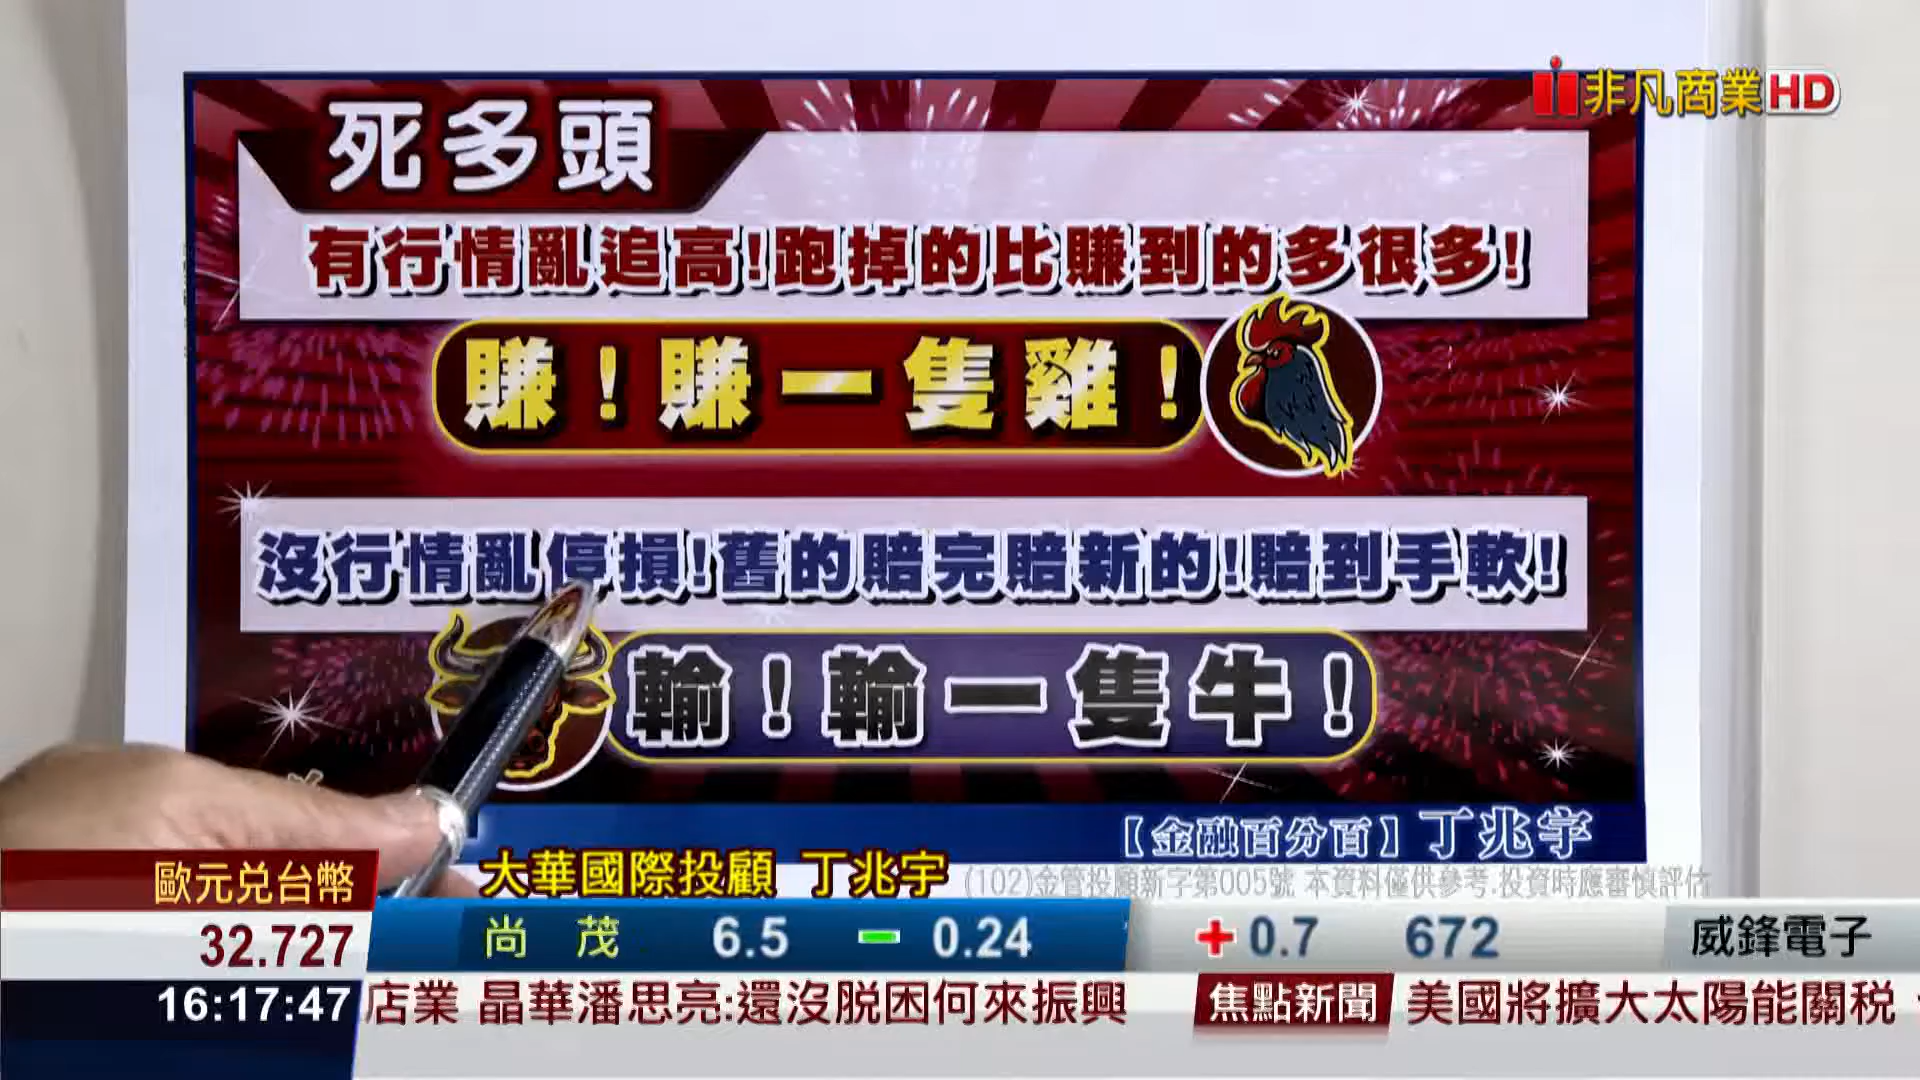 非凡商業HD
死多頭
有行情亂追高!跑掉的比賺到的多很多!
賺!賺一隻雞!
沒行情亂停損!舊的賠完賠新的!賠到手軟!
輸!輸一隻牛!
【金融百分百】丁兆宇
大華國際投顧 丁兆宇
(102)金管投顧新字第005號 本資料僅供參考.投資時應審慎評估
歐元兌台幣
32.727
尚茂 6.5 － 0.24
+0.7 672 威鋒電子
16:17:47
店業 晶華潘思亮:還沒脫困何來振興
焦點新聞 美國將擴大太陽能關稅